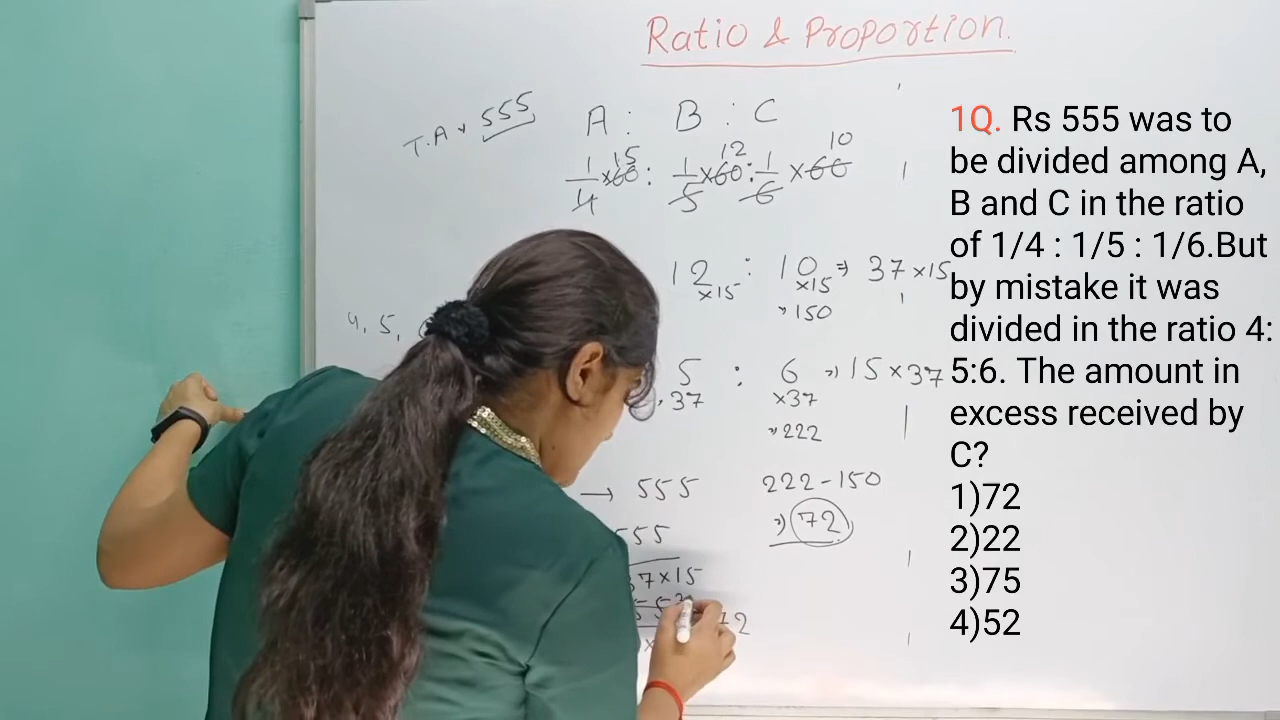 Ratio & Proportion.
T.A → 555
A : B : C
1/4 × 60 15 : 1/5 × 60 12 : 1/6 × 60 10
12 : 10 ⇒ 37 × 15
×15 ×15
⇒ 150
4, 5,
5 : 6 ⇒ 15 × 37
37 ×37
⇒ 222
→ 555 222 - 150
555 ⇒ 72
37 × 15
72
1Q. Rs 555 was to
be divided among A,
B and C in the ratio
of 1/4 : 1/5 : 1/6.But
by mistake it was
divided in the ratio 4:
5:6. The amount in
excess received by
C?
1)72
2)22
3)75
4)52